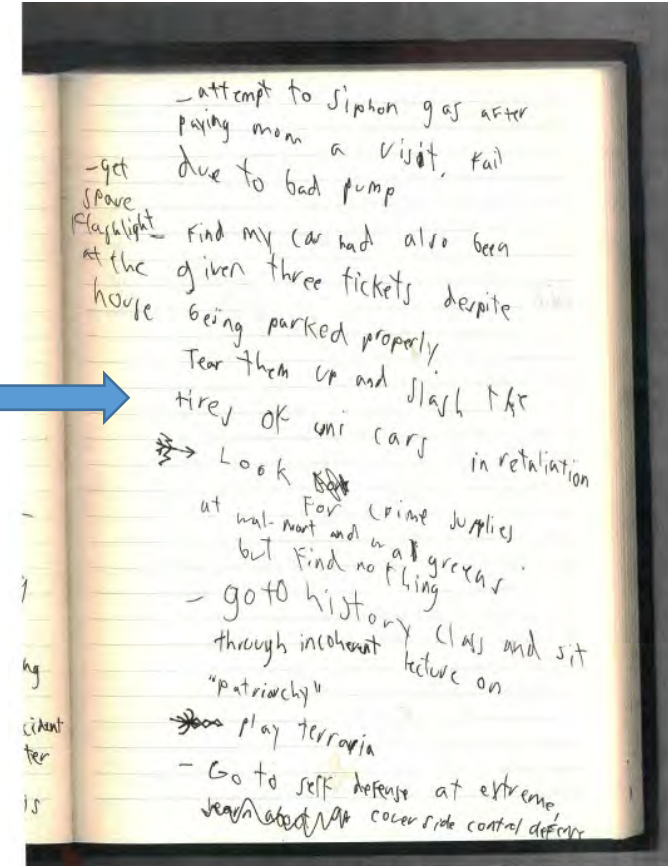 -attempt to siphon gas after
paying mom a visit, fail
due to bad pump
-get
spare
flashlight
at the
house
- find my car had also been
given three tickets despite
being parked properly.
Tear them up and slash the
tires of uni cars
in retaliation
Look
for crime supplies
at wal-mart and walgreens
but find nothing
- go to history class and sit
through incoherent lecture on
"patriarchy"
play terraria
- Go to self defense at extreme,
cover side control defense
ng
cident
ter
is